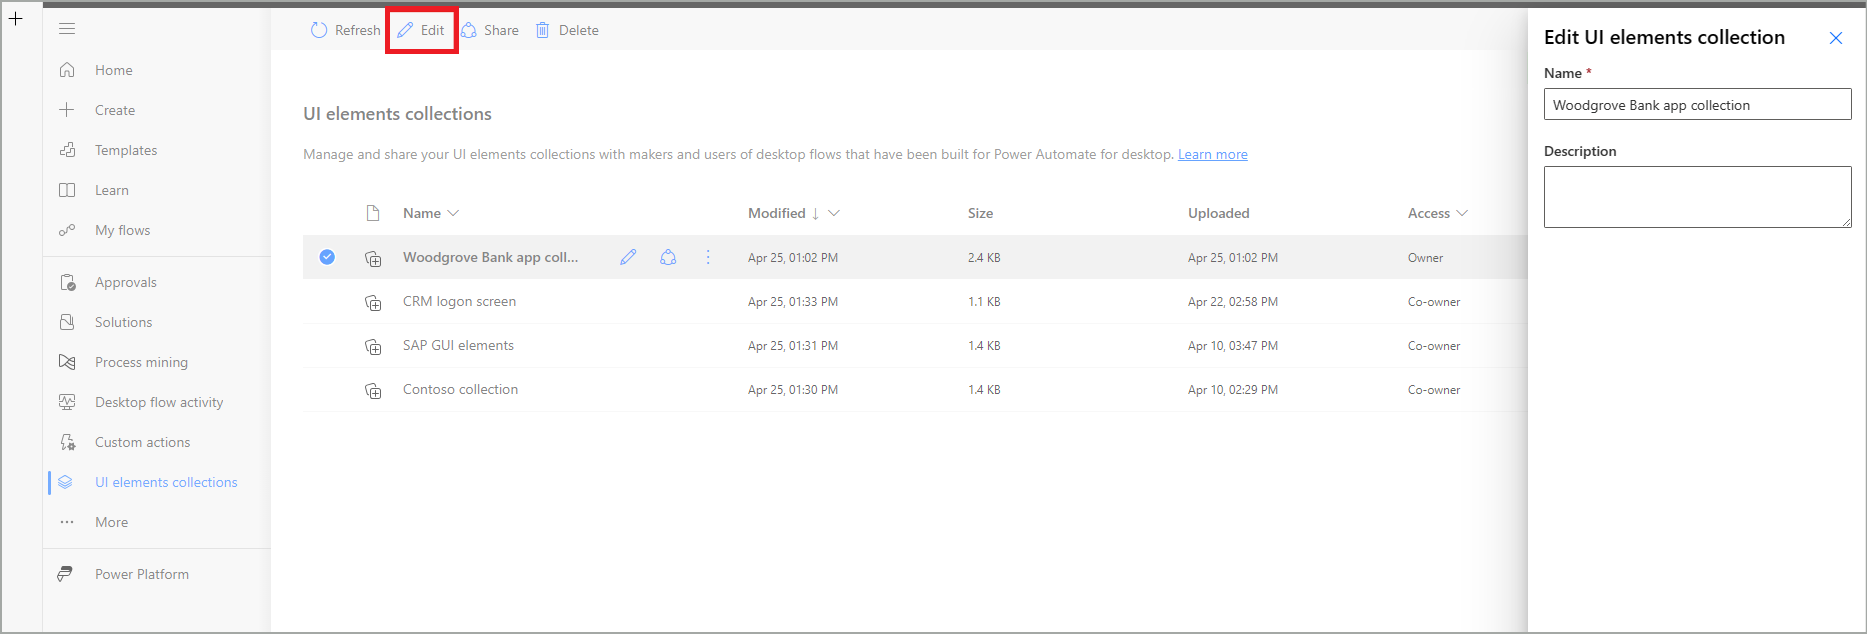 Home
Create
Templates
Learn
My flows
Approvals
Solutions
Process mining
Desktop flow activity
Custom actions
UI elements collections
More
Power Platform
Refresh Edit Share Delete
UI elements collections
Manage and share your UI elements collections with makers and users of desktop flows that have been built for Power Automate for desktop. Learn more
Name Modified Size Uploaded Access
Woodgrove Bank app coll... Apr 25, 01:02 PM 2.4 KB Apr 25, 01:02 PM Owner
CRM logon screen Apr 25, 01:33 PM 1.1 KB Apr 22, 02:58 PM Co-owner
SAP GUI elements Apr 25, 01:31 PM 1.4 KB Apr 10, 03:47 PM Co-owner
Contoso collection Apr 25, 01:30 PM 1.4 KB Apr 10, 02:29 PM Co-owner
Edit UI elements collection
Name *
Woodgrove Bank app collection
Description